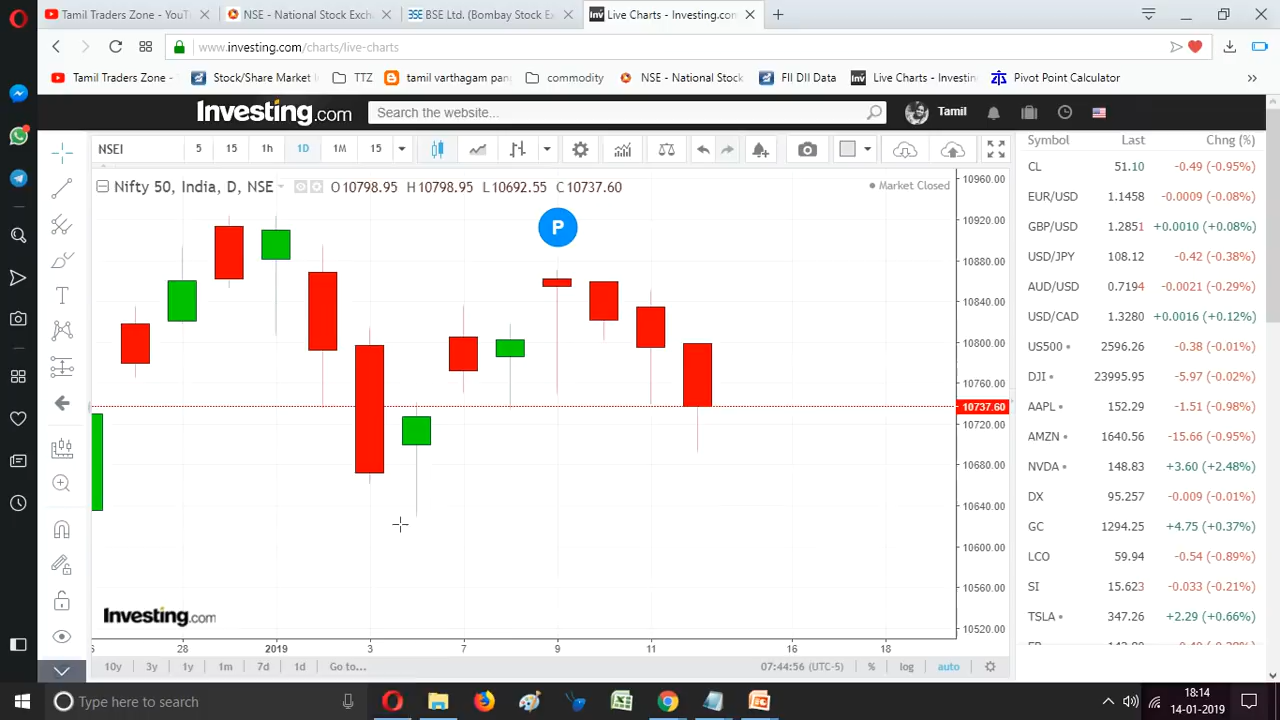 Tamil Traders Zone - YouT
NSE - National Stock Exch
BSE Ltd. (Bombay Stock Ex
Live Charts - Investing.com
www.investing.com/charts/live-charts
Tamil Traders Zone -
Stock/Share Market
TTZ
tamil varthagam pan
commodity
NSE - National Stock
FII DII Data
Live Charts - Investin
Pivot Point Calculator
Investing.com
Search the website...
Tamil
NSEI
5
15
1h
1D
1M
15
Symbol Last Chng (%)
Nifty 50, India, D, NSE
O10798.95 H10798.95 L10692.55 C10737.60
Market Closed
P
10960.00
10920.00
10880.00
10840.00
10800.00
10760.00
10737.60
10720.00
10680.00
10640.00
10600.00
10560.00
10520.00
CL 51.10 -0.49 (-0.95%)
EUR/USD 1.1458 -0.0009 (-0.08%)
GBP/USD 1.2851 +0.0010 (+0.08%)
USD/JPY 108.12 -0.42 (-0.38%)
AUD/USD 0.7194 -0.0021 (-0.29%)
USD/CAD 1.3280 +0.0016 (+0.12%)
US500 2596.26 -0.38 (-0.01%)
DJI 23995.95 -5.97 (-0.02%)
AAPL 152.29 -1.51 (-0.98%)
AMZN 1640.56 -15.66 (-0.95%)
NVDA 148.83 +3.60 (+2.48%)
DX 95.257 -0.009 (-0.01%)
GC 1294.25 +4.75 (+0.37%)
LCO 59.94 -0.54 (-0.89%)
SI 15.623 -0.033 (-0.21%)
TSLA 347.26 +2.29 (+0.66%)
Investing.com
6 28 2019 3 7 9 11 16 18
10y 3y 1y 1m 7d 1d Go to...
07:44:56 (UTC-5) % log auto
Type here to search
18:14
14-01-2019